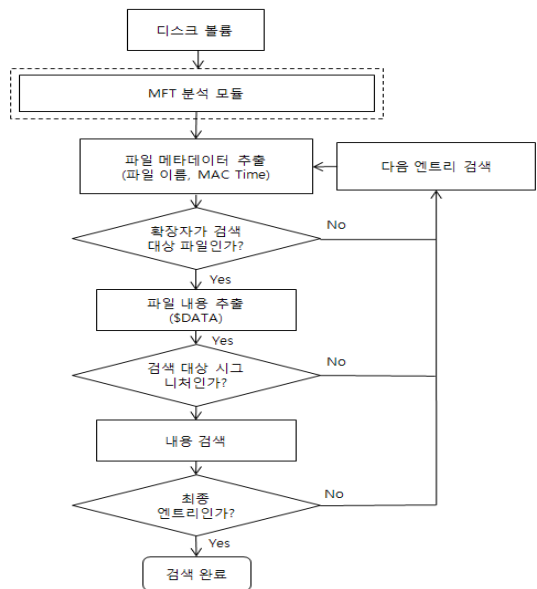 디스크 볼륨
MFT 분석 모듈
파일 메타데이터 추출
(파일 이름, MAC Time)
다음 엔트리 검색
확장자가 검색
대상 파일인가?
No
Yes
파일 내용 추출
($DATA)
Yes
검색 대상 시그
니처인가?
No
내용 검색
최종
엔트리인가?
No
Yes
검색 완료